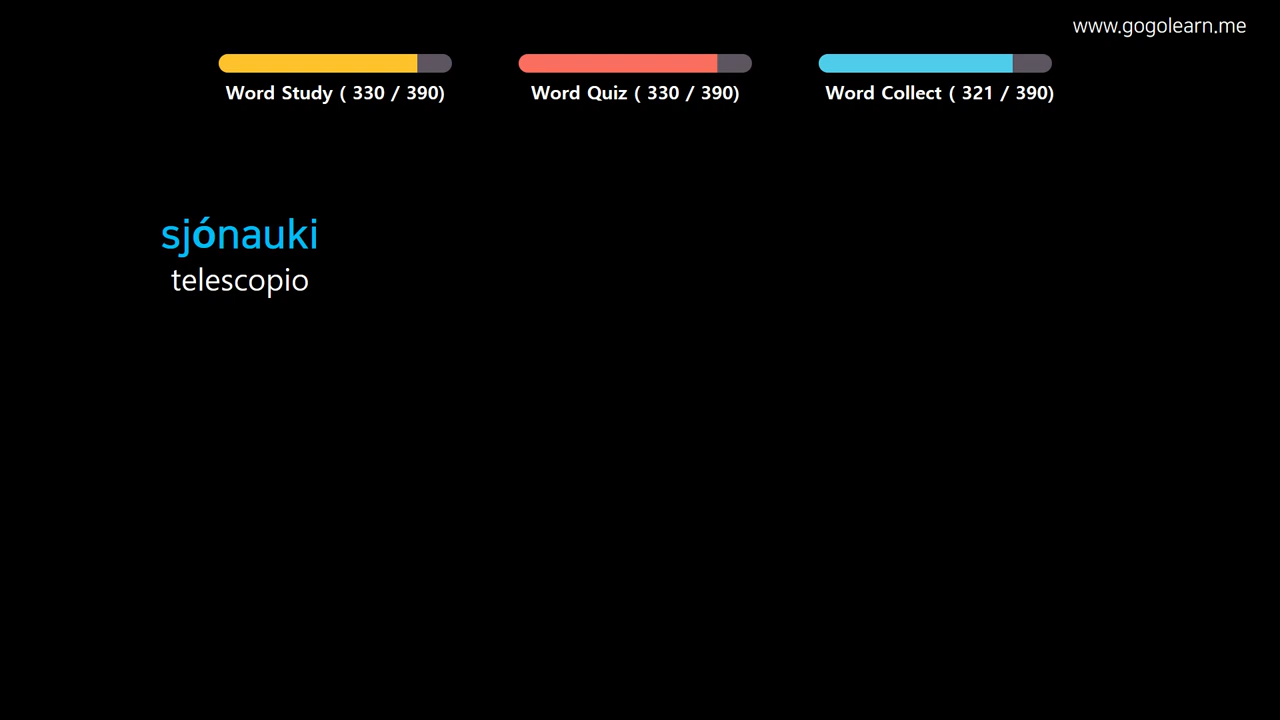 www.gogolearn.me
Word Study ( 330 / 390)
Word Quiz ( 330 / 390)
Word Collect ( 321 / 390)
sjónauki
telescopio